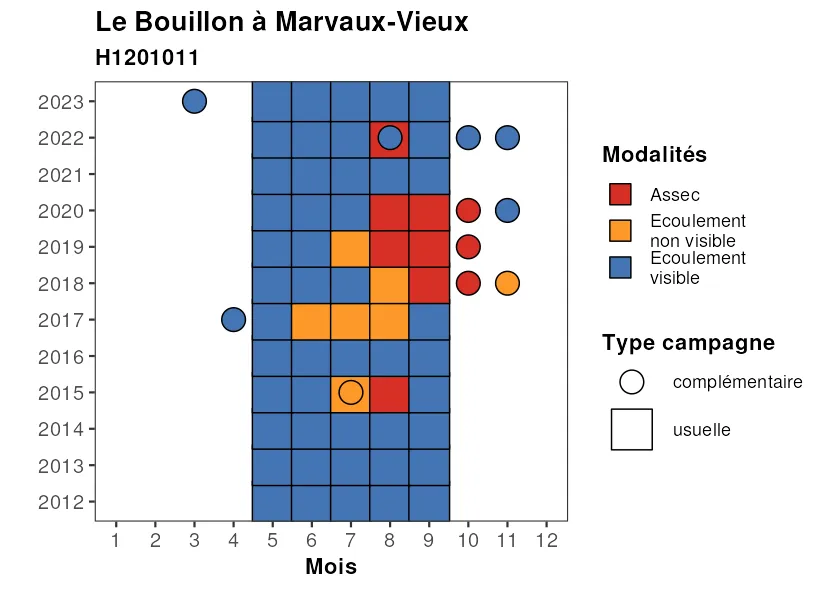 Le Bouillon à Marvaux-Vieux
H1201011
2023
2022
2021
2020
2019
2018
2017
2016
2015
2014
2013
2012
1 2 3 4 5 6 7 8 9 10 11 12
Mois
Modalités
Assec
Ecoulement
non visible
Ecoulement
visible
Type campagne
complémentaire
usuelle